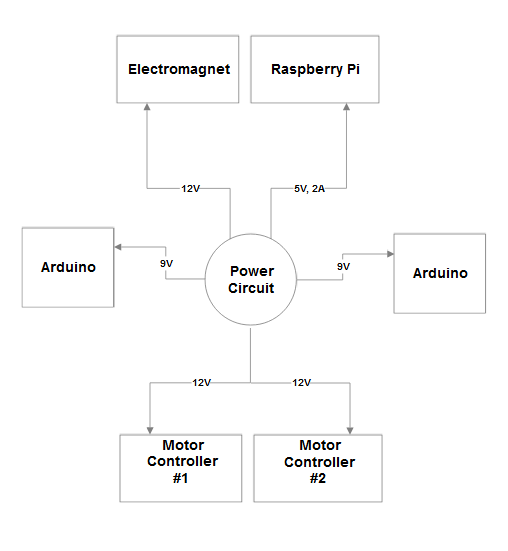 Electromagnet
Raspberry Pi
12V
5V, 2A
Arduino
9V
Power
Circuit
9V
Arduino
12V
12V
Motor
Controller
#1
Motor
Controller
#2